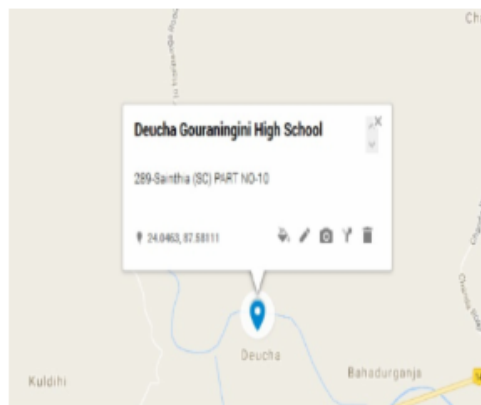 Deucha Gouraningini High School
289-Sainthia (SC) PART NO-10
24.0463, 87.58111
Deucha
Kuldihi
Bahadurganja